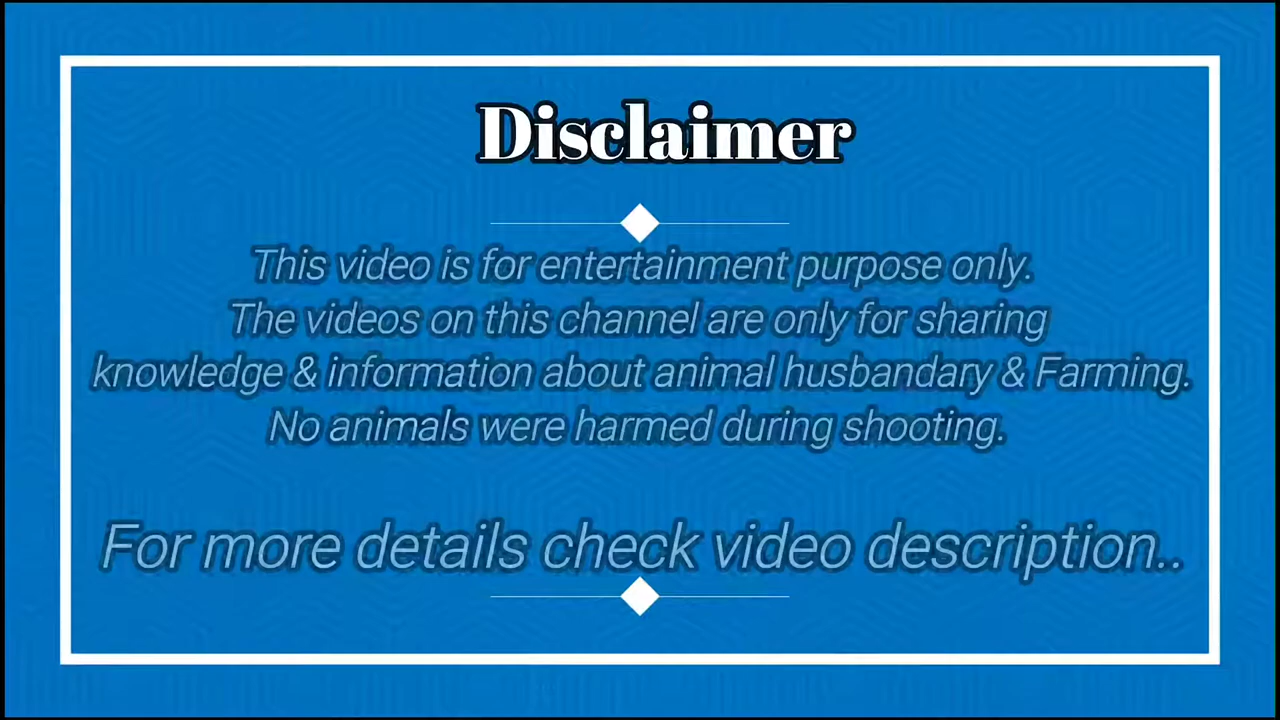 Disclaimer
This video is for entertainment purpose only.
The videos on this channel are only for sharing
knowledge & information about animal husbandary & Farming.
No animals were harmed during shooting.
For more details check video description..